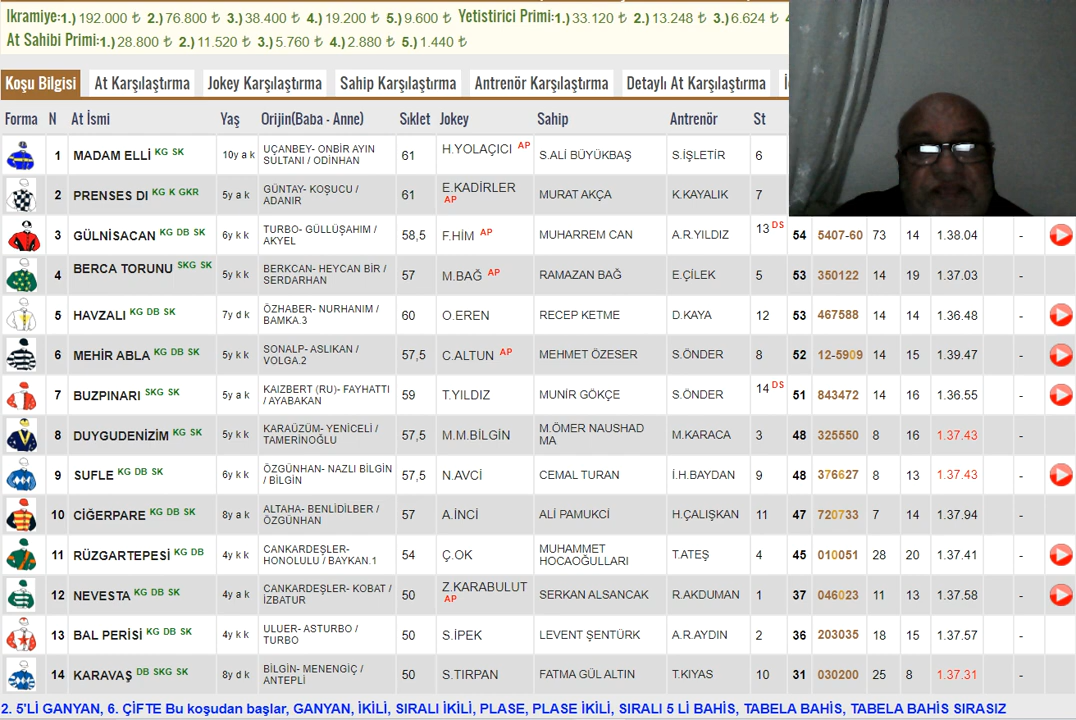 Ikramiye:1.) 192.000 ₺ 2.) 76.800 ₺ 3.) 38.400 ₺ 4.) 19.200 ₺ 5.) 9.600 ₺ Yetistirici Primi:1.) 33.120 ₺ 2.) 13.248 ₺ 3.) 6.624 ₺
At Sahibi Primi:1.) 28.800 ₺ 2.) 11.520 ₺ 3.) 5.760 ₺ 4.) 2.880 ₺ 5.) 1.440 ₺
Koşu Bilgisi At Karşılaştırma Jokey Karşılaştırma Sahip Karşılaştırma Antrenör Karşılaştırma Detaylı At Karşılaştırma
Forma N At İsmi Yaş Orijin(Baba - Anne) Sıklet Jokey Sahip Antrenör St
1 MADAM ELLİ KG SK 10y a k UÇANBEY- ONBİR AYIN SULTANI / ODİNHAN 61 H.YOLAÇICI AP S.ALİ BÜYÜKBAŞ S.İŞLETİR 6
2 PRENSES DI KG K GKR 5y a k GÜNTAY- KOŞUCU / ADANIR 61 E.KADİRLER AP MURAT AKÇA K.KAYALIK 7
3 GÜLNİSACAN KG DB SK 6y k k TURBO- GÜLLÜŞAHIM / AKYEL 58,5 F.HİM AP MUHARREM CAN A.R.YILDIZ 13 DS 54 5407-60 73 14 1.38.04 -
4 BERCA TORUNU SKG SK 5y k k BERKCAN- HEYCAN BİR / SERDARHAN 57 M.BAĞ AP RAMAZAN BAĞ E.ÇİLEK 5 53 350122 14 19 1.37.03 -
5 HAVZALI KG DB SK 7y d k ÖZHABER- NURHANIM / BAMKA.3 60 O.EREN RECEP KETME D.KAYA 12 53 467588 14 14 1.36.48 -
6 MEHİR ABLA KG DB SK 5y k k SONALP- ASLIKAN / VOLGA.2 57,5 C.ALTUN AP MEHMET ÖZESER S.ÖNDER 8 52 12-5909 14 15 1.39.47 -
7 BUZPINARI SKG SK 5y a k KAIZBERT (RU)- FAYHATTI / AYABAKAN 59 T.YILDIZ MUNİR GÖKÇE S.ÖNDER 14 DS 51 843472 14 16 1.36.55 -
8 DUYGUDENİZİM KG SK 5y k k KARAÜZÜM- YENİCELİ / TAMERİNOĞLU 57,5 M.M.BİLGİN M.ÖMER NAUSHAD MA M.KARACA 3 48 325550 8 16 1.37.43 -
9 SUFLE KG DB SK 6y k k ÖZGÜNHAN- NAZLI BİLGİN / BİLGİN 57,5 N.AVCİ CEMAL TURAN İ.H.BAYDAN 9 48 376627 8 13 1.37.43 -
10 CİĞERPARE KG DB SK 8y a k ALTAHA- BENLİDİLBER / ÖZGÜNHAN 57 A.İNCİ ALİ PAMUKCİ H.ÇALIŞKAN 11 47 720733 7 14 1.37.94 -
11 RÜZGARTEPESİ KG DB 4y k k CANKARDEŞLER- HONOLULU / BAYKAN.1 54 Ç.OK MUHAMMET HOCAOĞULLARI T.ATEŞ 4 45 010051 28 20 1.37.41 -
12 NEVESTA KG DB SK 4y a k CANKARDEŞLER- KOBAT / İZBATUR 50 Z.KARABULUT AP SERKAN ALSANCAK R.AKDUMAN 1 37 046023 11 13 1.37.58 -
13 BAL PERİSİ KG DB SK 4y k k ULUER- ASTURBO / TURBO 50 S.İPEK LEVENT ŞENTÜRK A.R.AYDIN 2 36 203035 18 15 1.37.57 -
14 KARAVAŞ DB SKG SK 8y d k BİLGİN- MENENGİÇ / ANTEPLİ 50 S.TIRPAN FATMA GÜL ALTIN T.KIYAS 10 31 030200 25 8 1.37.31 -
2. 5'Lİ GANYAN, 6. ÇİFTE Bu koşudan başlar, GANYAN, İKİLİ, SIRALI İKİLİ, PLASE, PLASE İKİLİ, SIRALI 5 Lİ BAHİS, TABELA BAHİS, TABELA BAHİS SIRASIZ